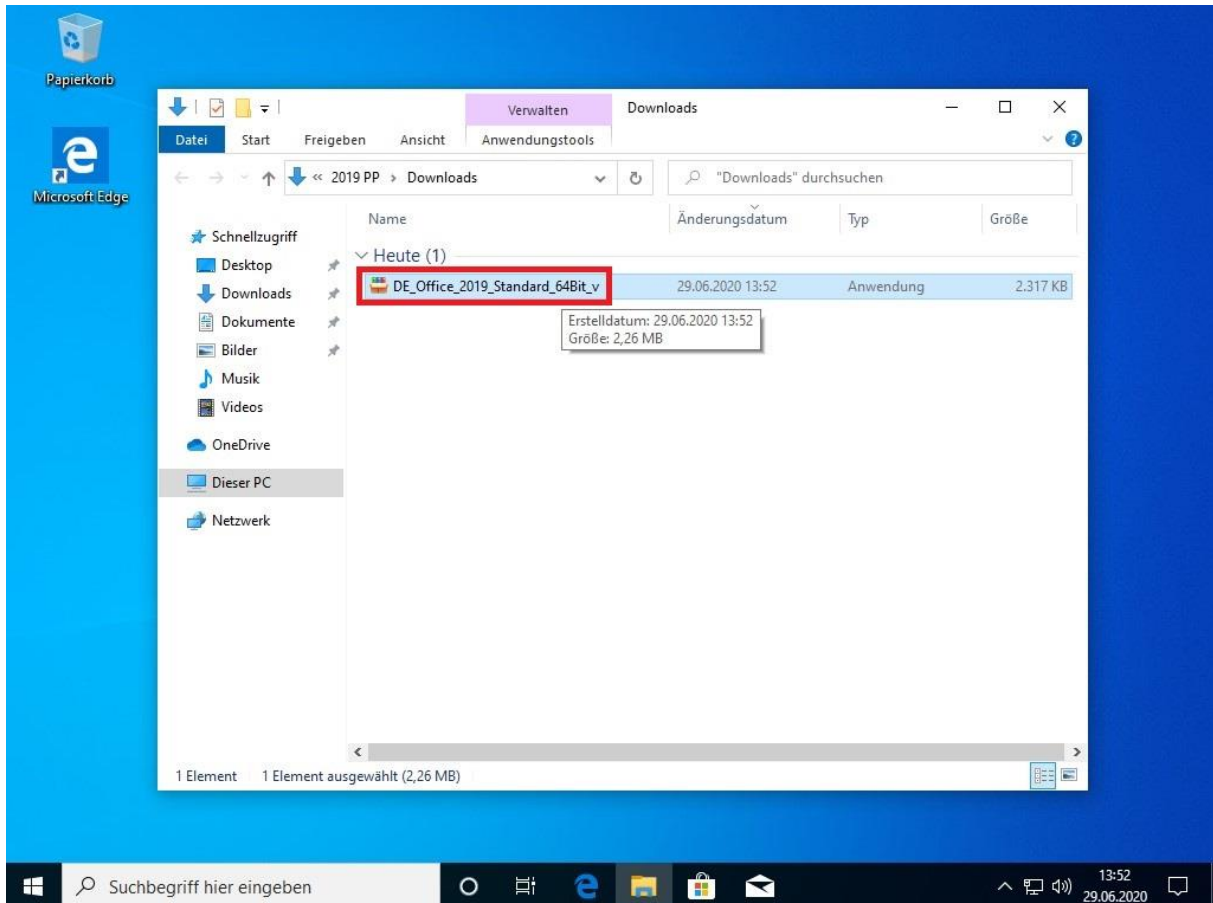 Papierkorb
Microsoft Edge
Verwalten
Downloads
Datei
Start
Freigeben
Ansicht
Anwendungstools
« 2019 PP › Downloads
"Downloads" durchsuchen
Schnellzugriff
Desktop
Downloads
Dokumente
Bilder
Musik
Videos
OneDrive
Dieser PC
Netzwerk
Name Änderungsdatum Typ Größe
Heute (1)
DE_Office_2019_Standard_64Bit_v 29.06.2020 13:52 Anwendung 2.317 KB
Erstelldatum: 29.06.2020 13:52
Größe: 2,26 MB
1 Element 1 Element ausgewählt (2,26 MB)
Suchbegriff hier eingeben
13:52
29.06.2020